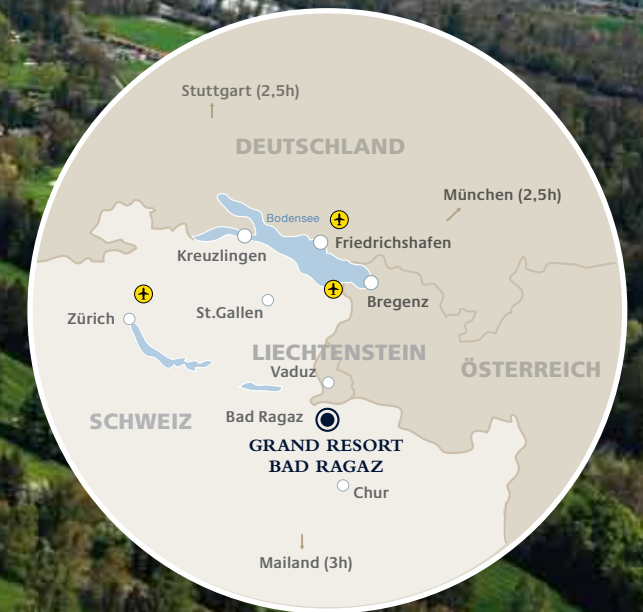 Stuttgart (2,5h)
DEUTSCHLAND
München (2,5h)
Bodensee
Friedrichshafen
Kreuzlingen
Bregenz
St.Gallen
Zürich
LIECHTENSTEIN
Vaduz
ÖSTERREICH
SCHWEIZ
Bad Ragaz
GRAND RESORT
BAD RAGAZ
Chur
Mailand (3h)